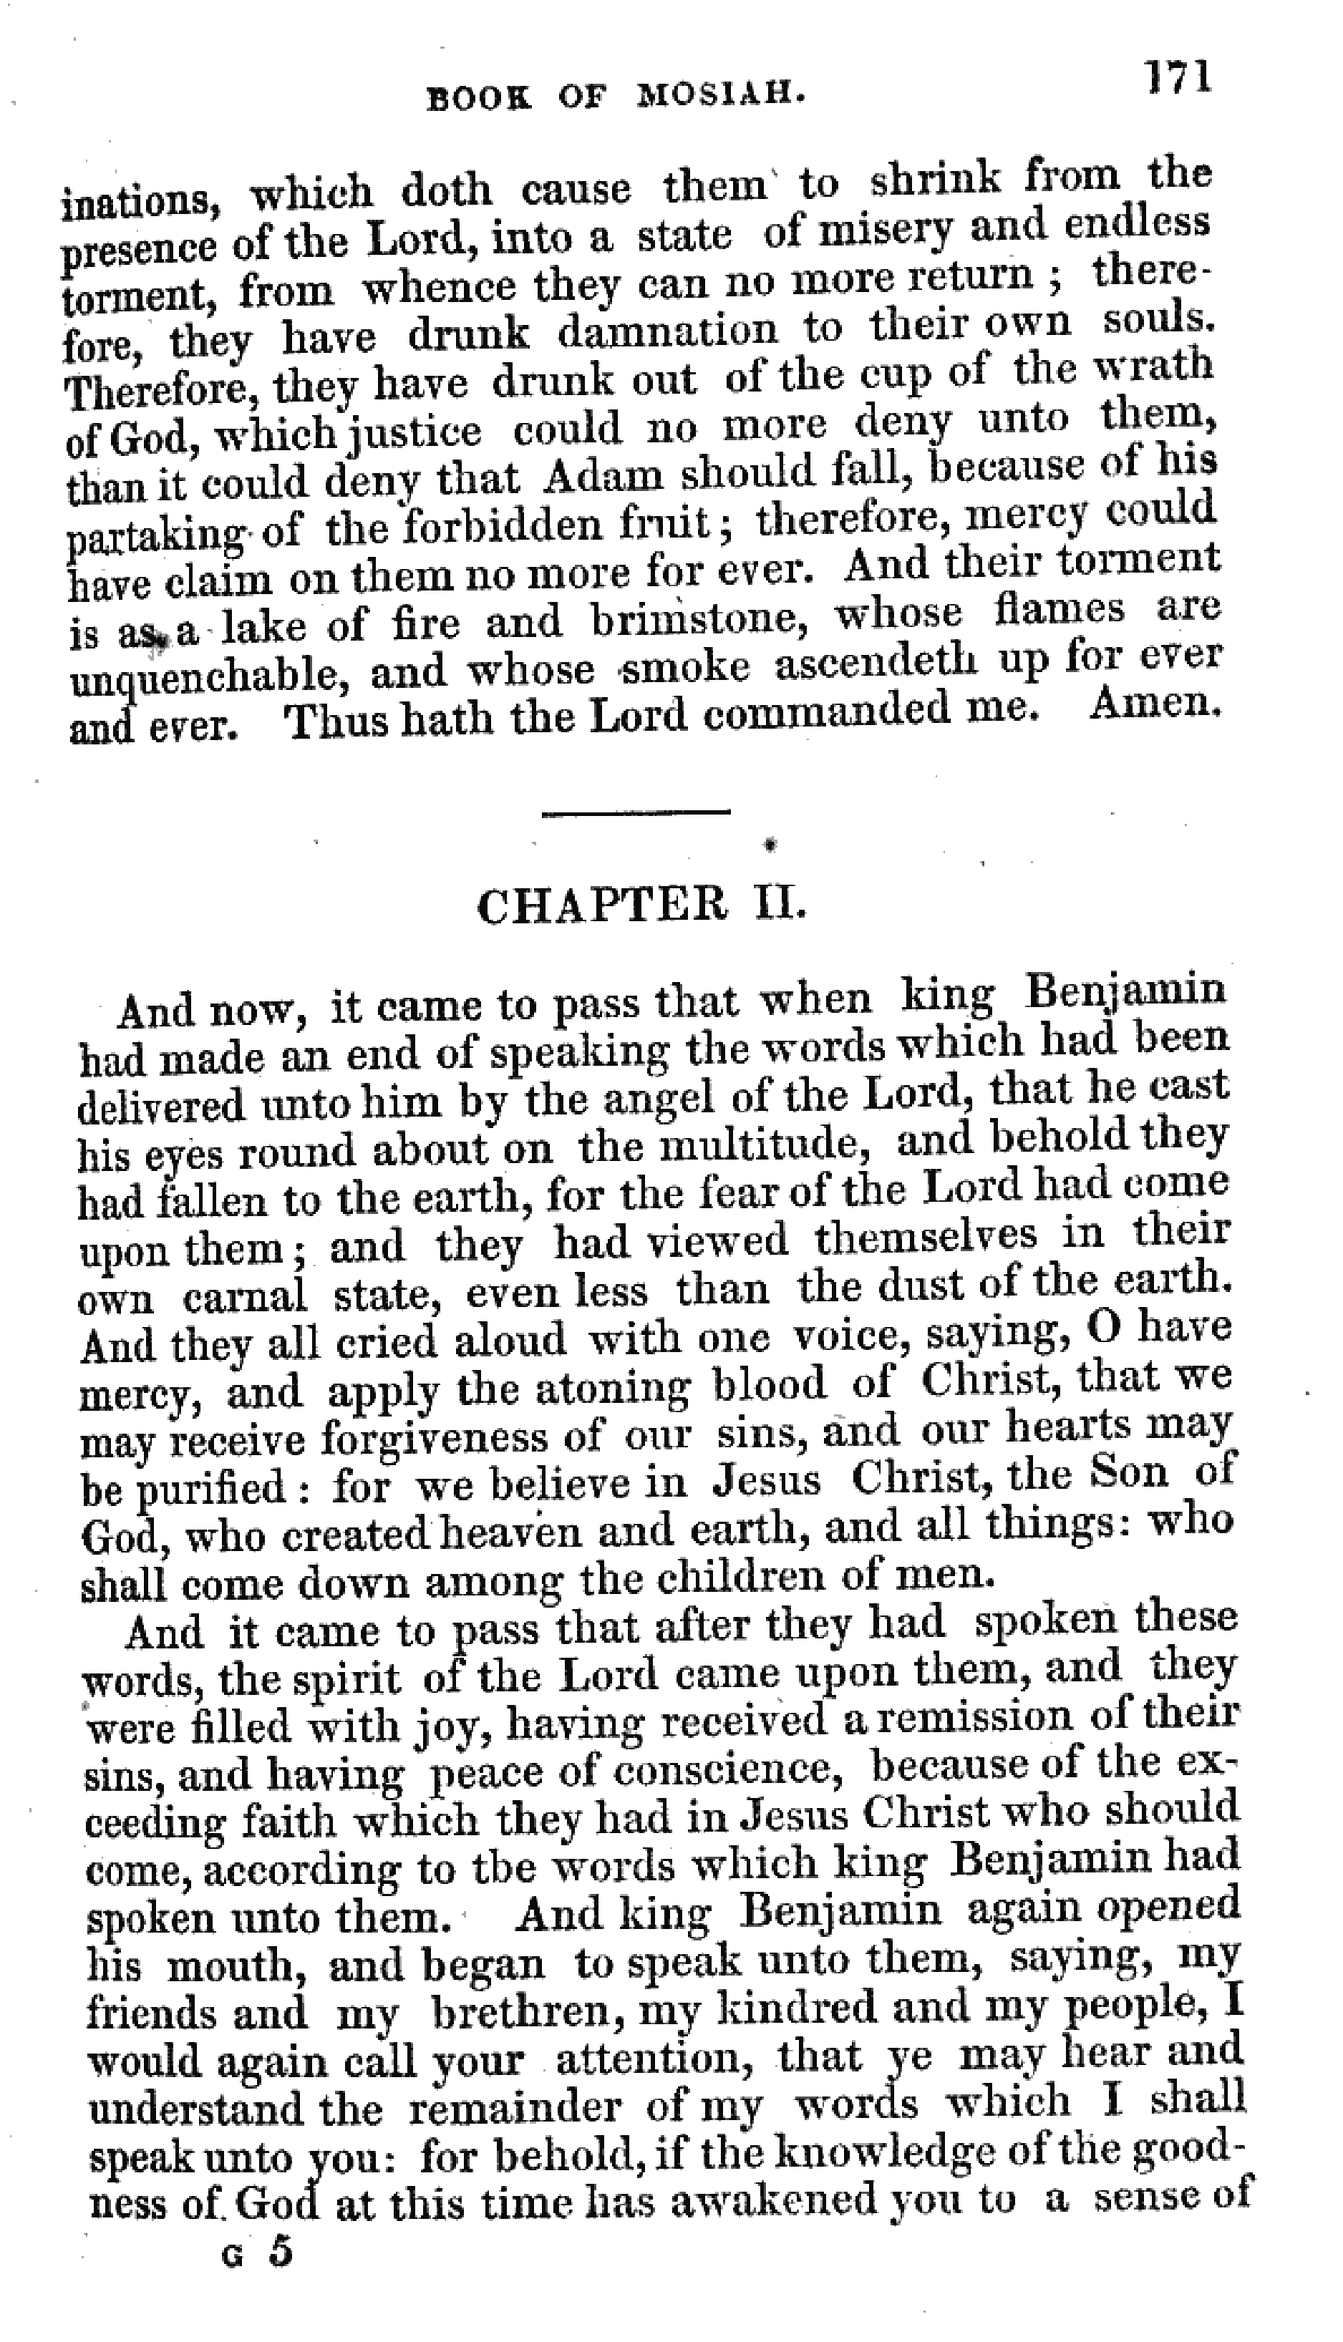 BOOK OF MOSIAH.
171
inations, which doth cause them to shrink from the
presence of the Lord, into a state of misery and endless
torment, from whence they can no more return ; there-
fore, they have drunk damnation to their own souls.
Therefore, they have drunk out of the cup of the wrath
of God, which justice could no more deny unto them,
than it could deny that Adam should fall, because of his
partaking of the forbidden fruit ; therefore, mercy could
have claim on them no more for ever. And their torment
is as a lake of fire and brimstone, whose flames are
unquenchable, and whose smoke ascendeth up for ever
and ever. Thus hath the Lord commanded me. Amen.
CHAPTER II.
And now, it came to pass that when king Benjamin
had made an end of speaking the words which had been
delivered unto him by the angel of the Lord, that he cast
his eyes round about on the multitude, and behold they
had fallen to the earth, for the fear of the Lord had come
upon them ; and they had viewed themselves in their
own carnal state, even less than the dust of the earth.
And they all cried aloud with one voice, saying, O have
mercy, and apply the atoning blood of Christ, that we
may receive forgiveness of our sins, and our hearts may
be purified : for we believe in Jesus Christ, the Son of
God, who created heaven and earth, and all things: who
shall come down among the children of men.
And it came to pass that after they had spoken these
words, the spirit of the Lord came upon them, and they
were filled with joy, having received a remission of their
sins, and having peace of conscience, because of the ex-
ceeding faith which they had in Jesus Christ who should
come, according to tbe words which king Benjamin had
spoken unto them. And king Benjamin again opened
his mouth, and began to speak unto them, saying, my
friends and my brethren, my kindred and my people, I
would again call your attention, that ye may hear and
understand the remainder of my words which I shall
speak unto you: for behold, if the knowledge of the good-
ness of God at this time has awakened you to a sense of
G 5